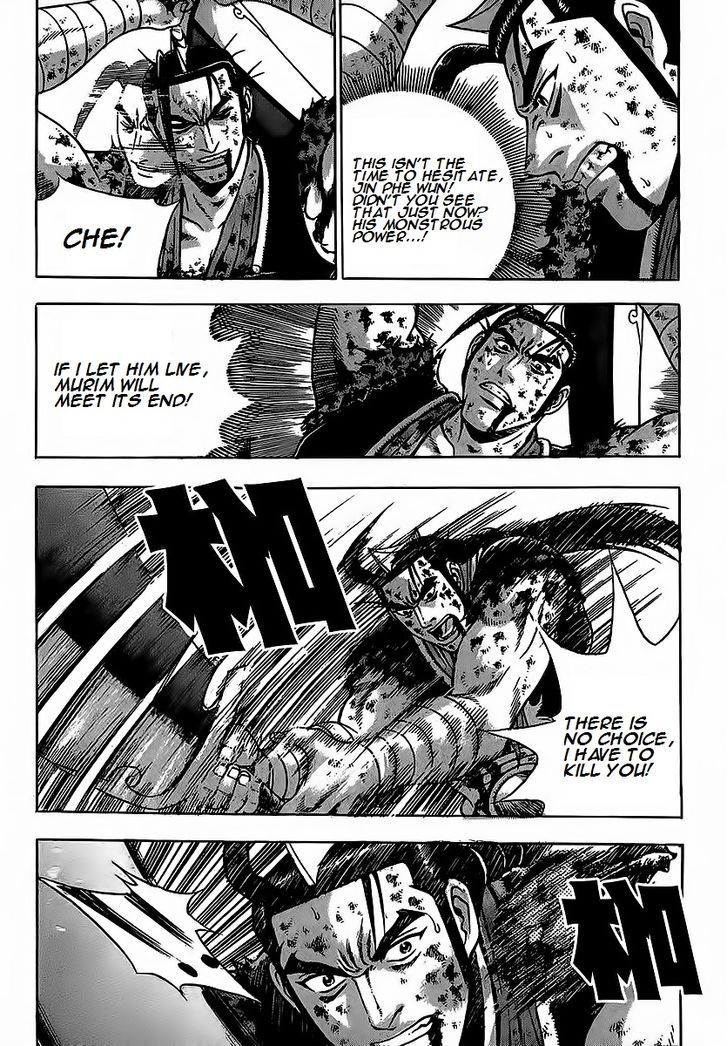 CHE!
THIS ISN'T THE
TIME TO HESITATE,
JIN PHE WUN!
DIDN'T YOU SEE
THAT JUST NOW?
HIS MONSTROUS
POWER...!
IF I LET HIM LIVE,
MURIM WILL
MEET ITS END!
THERE IS
NO CHOICE,
I HAVE TO
KILL YOU!